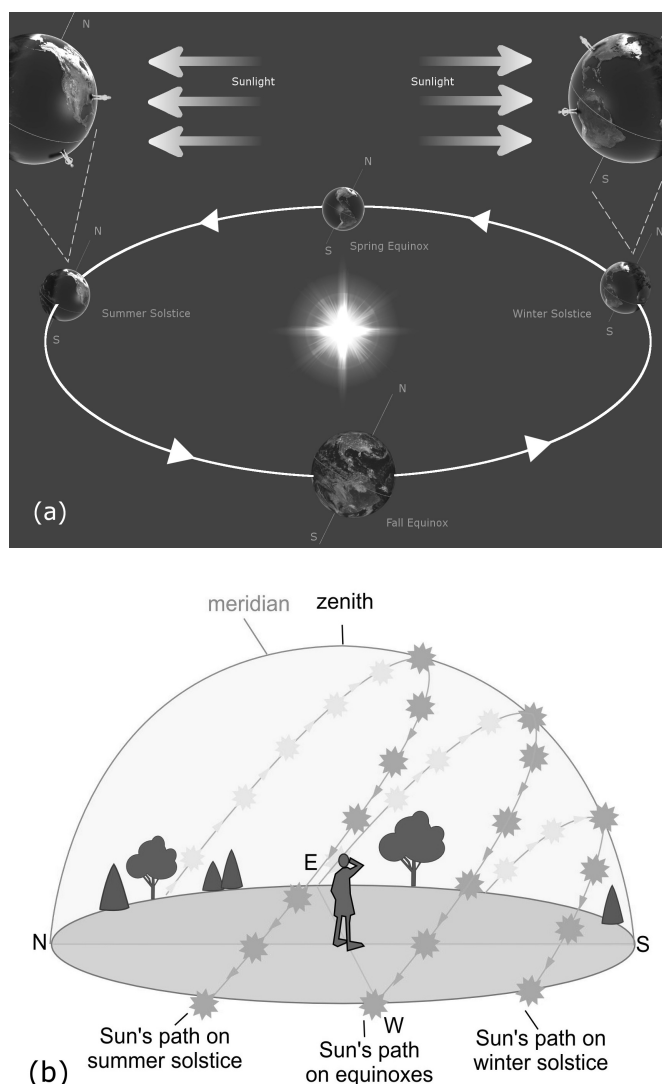 N
N
Sunlight
Sunlight
S
N
N
N
S
Spring Equinox
Summer Solstice
Winter Solstice
S
S
N
Fall Equinox
S
(a)
meridian
zenith
E
N
S
W
Sun's path on
summer solstice
Sun's path
on equinoxes
Sun's path on
winter solstice
(b)